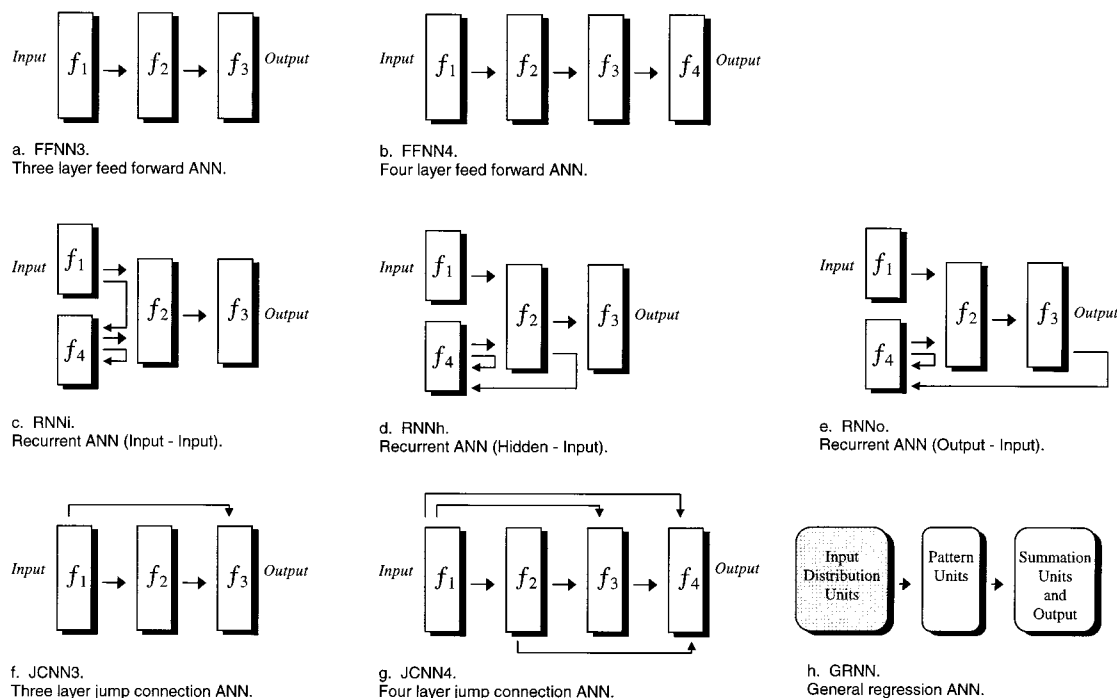 Input f1 f2 f3 Output
a. FFNN3.
Three layer feed forward ANN.
Input f1 f2 f3 f4 Output
b. FFNN4.
Four layer feed forward ANN.
Input f1 f2 f3 Output
f4
c. RNNi.
Recurrent ANN (Input - Input).
Input f1 f2 f3 Output
f4
d. RNNh.
Recurrent ANN (Hidden - Input).
Input f1 f2 f3 Output
f4
e. RNNo.
Recurrent ANN (Output - Input).
Input f1 f2 f3 Output
f. JCNN3.
Three layer jump connection ANN.
Input f1 f2 f3 f4 Output
g. JCNN4.
Four layer jump connection ANN.
Input
Distribution
Units
Pattern
Units
Summation
Units
and
Output
h. GRNN.
General regression ANN.